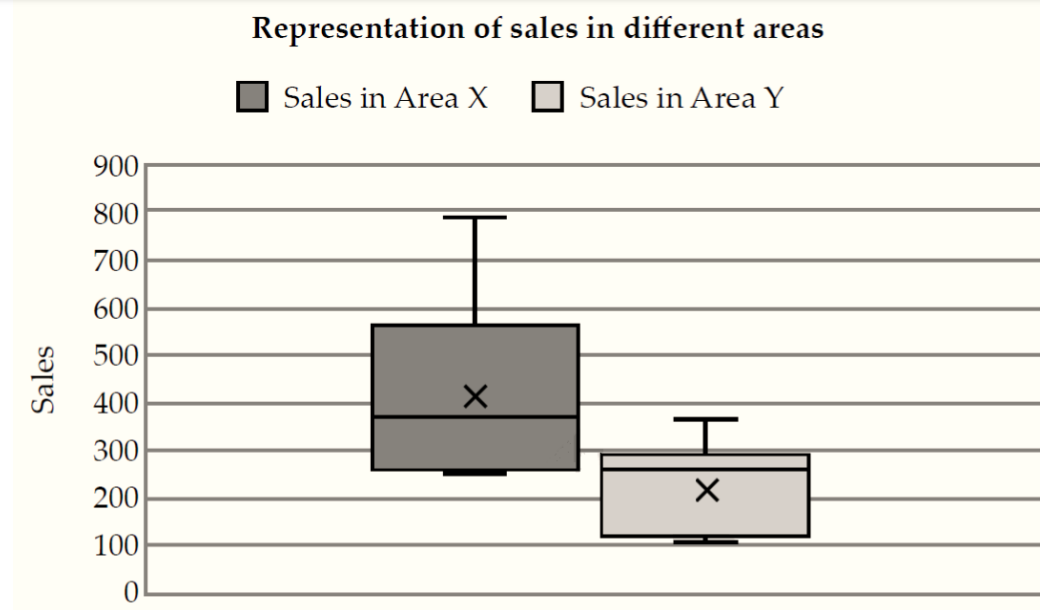 Representation of sales in different areas
Sales in Area X
Sales in Area Y
900
800
700
600
500
400
300
200
100
0
Sales